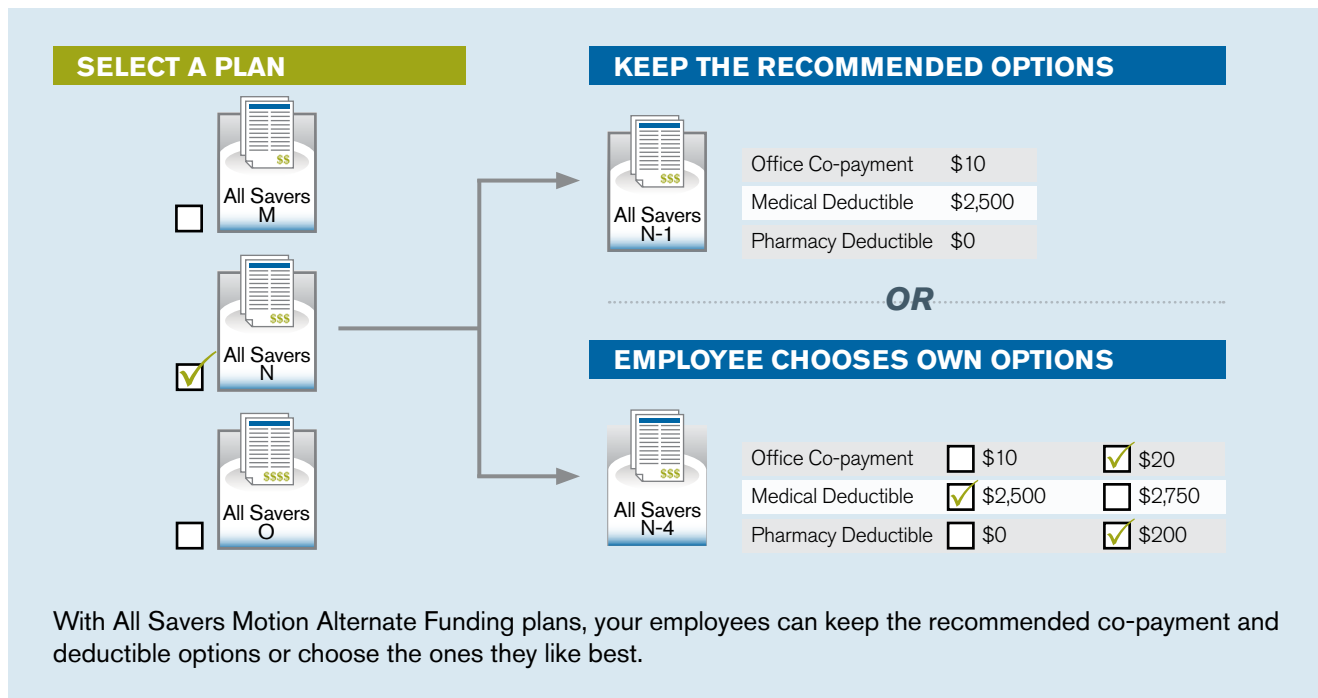 SELECT A PLAN
$$
All Savers
M
$$$
All Savers
N
$$$$
All Savers
O
KEEP THE RECOMMENDED OPTIONS
$$$
All Savers
N-1
Office Co-payment $10
Medical Deductible $2,500
Pharmacy Deductible $0
OR
EMPLOYEE CHOOSES OWN OPTIONS
$$$
All Savers
N-4
Office Co-payment $10 $20
Medical Deductible $2,500 $2,750
Pharmacy Deductible $0 $200
With All Savers Motion Alternate Funding plans, your employees can keep the recommended co-payment and
deductible options or choose the ones they like best.